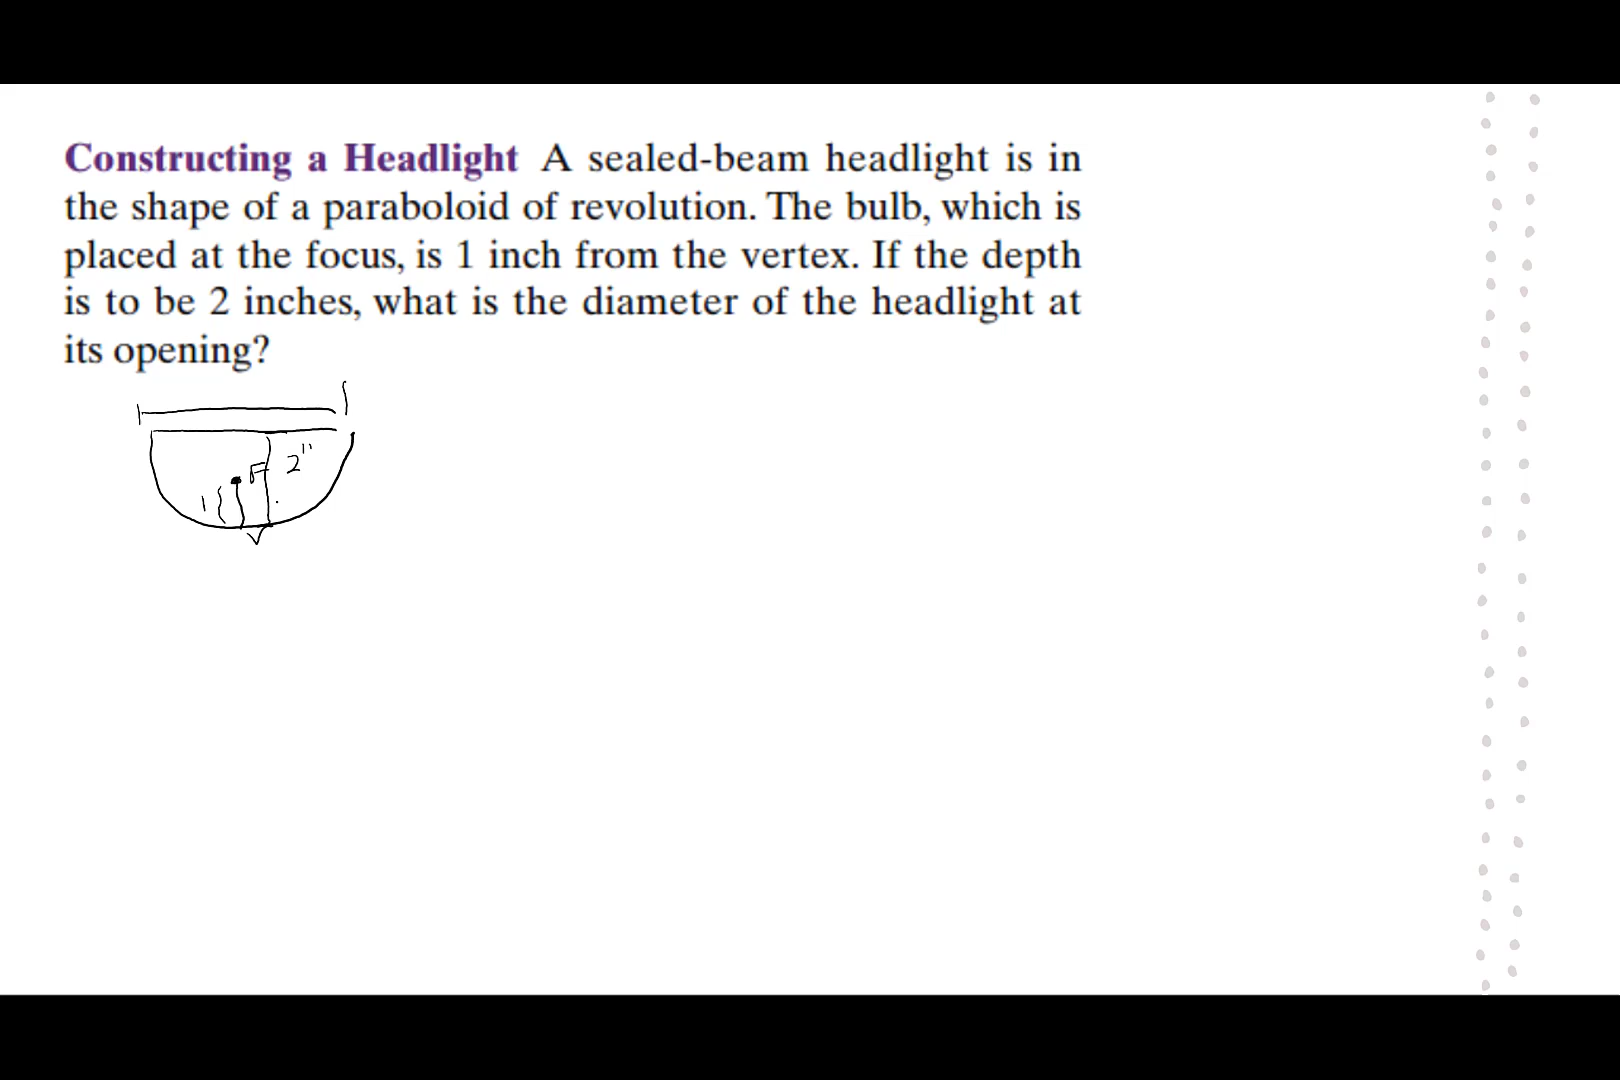 Constructing a Headlight A sealed-beam headlight is in
the shape of a paraboloid of revolution. The bulb, which is
placed at the focus, is 1 inch from the vertex. If the depth
is to be 2 inches, what is the diameter of the headlight at
its opening?
F 2"
1
V